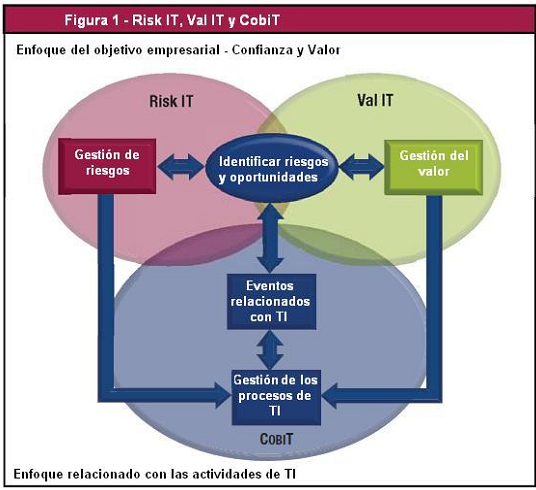 Figura 1 - Risk IT, Val IT y CobiT
Enfoque del objetivo empresarial - Confianza y Valor
Risk IT
Val IT
Gestión de
riesgos
Identificar riesgos
y oportunidades
Gestión del
valor
Eventos
relacionados
con TI
Gestión de los
procesos de
TI
COBIT
Enfoque relacionado con las actividades de TI